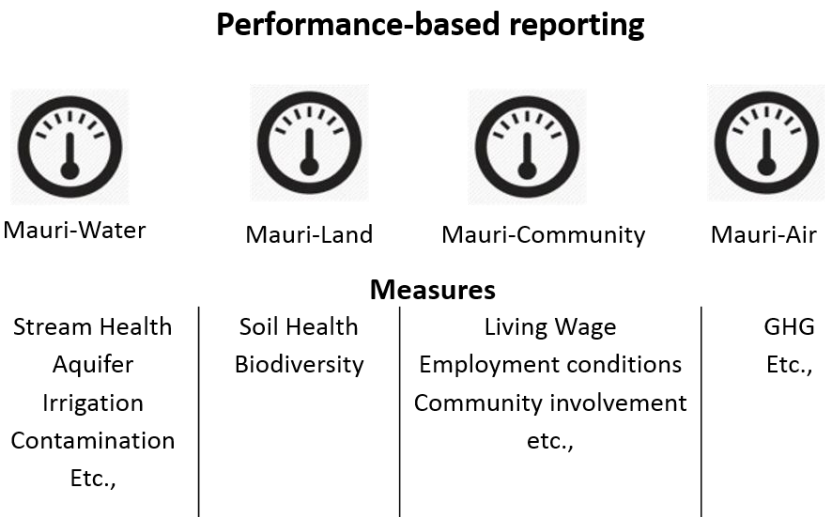 Performance-based reporting
Mauri-Water
Mauri-Land
Mauri-Community
Mauri-Air
Measures
Stream Health
Aquifer
Irrigation
Contamination
Etc.,
Soil Health
Biodiversity
Living Wage
Employment conditions
Community involvement
etc.,
GHG
Etc.,